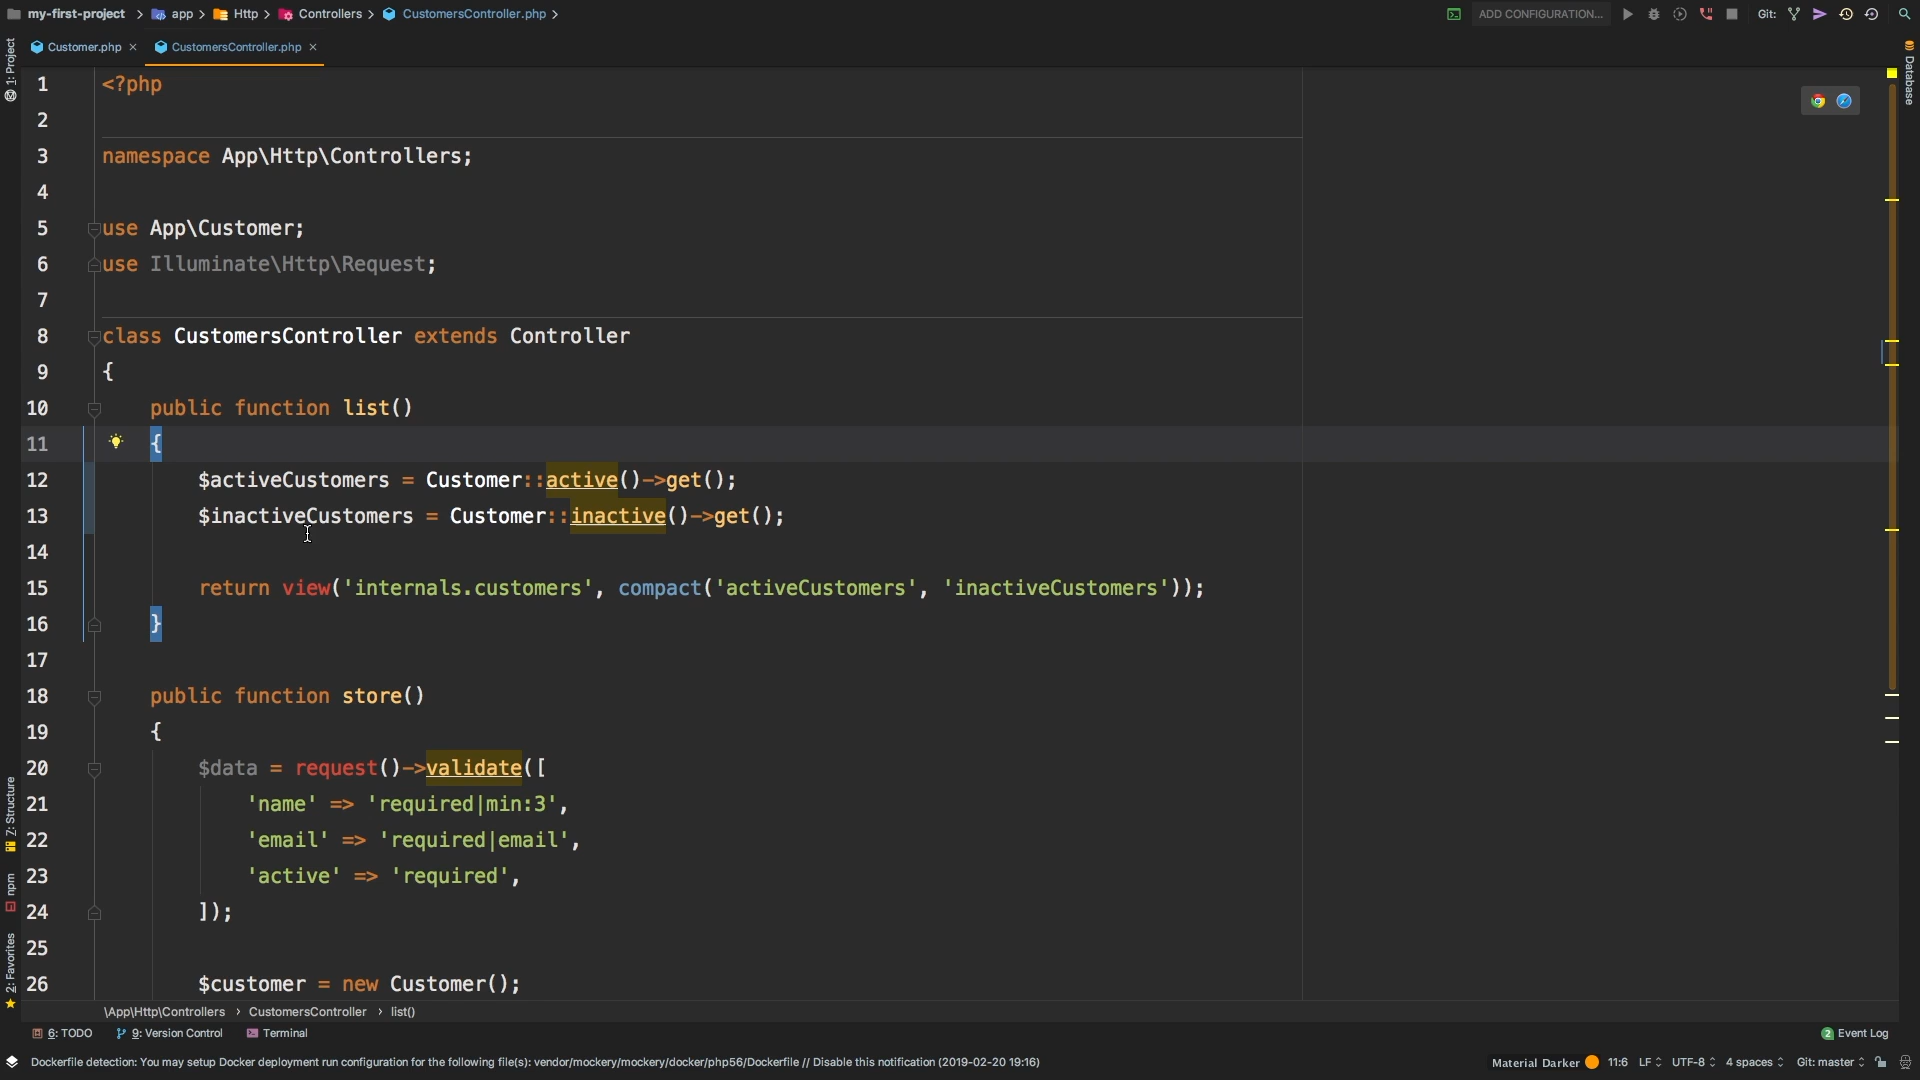 my-first-project > app > Http > Controllers > CustomersController.php >
ADD CONFIGURATION...
Git:
Customer.php
CustomersController.php
1: Project
Database
1 <?php
2
3 namespace App\Http\Controllers;
4
5 use App\Customer;
6 use Illuminate\Http\Request;
7
8 class CustomersController extends Controller
9 {
10 public function list()
11 {
12 $activeCustomers = Customer::active()->get();
13 $inactiveCustomers = Customer::inactive()->get();
14
15 return view('internals.customers', compact('activeCustomers', 'inactiveCustomers'));
16 }
17
18 public function store()
19 {
20 $data = request()->validate([
21 'name' => 'required|min:3',
22 'email' => 'required|email',
23 'active' => 'required',
24 ]);
25
26 $customer = new Customer();
Z: Structure
npm
2: Favorites
\App\Http\Controllers > CustomersController > list()
6: TODO
9: Version Control
Terminal
2 Event Log
Dockerfile detection: You may setup Docker deployment run configuration for the following file(s): vendor/mockery/mockery/docker/php56/Dockerfile // Disable this notification (2019-02-20 19:16)
Material Darker
11:6
LF
UTF-8
4 spaces
Git: master